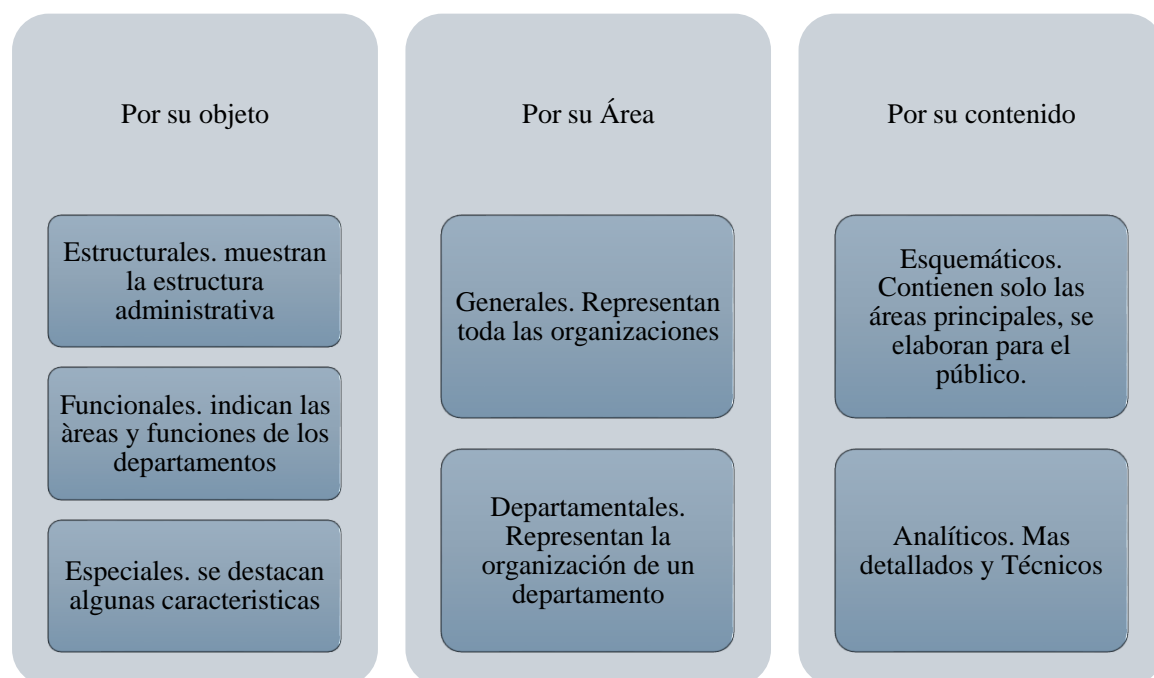 Por su objeto
Estructurales. muestran
la estructura
administrativa
Funcionales. indican las
àreas y funciones de los
departamentos
Especiales. se destacan
algunas caracteristicas
Por su Área
Generales. Representan
toda las organizaciones
Departamentales.
Representan la
organización de un
departamento
Por su contenido
Esquemáticos.
Contienen solo las
áreas principales, se
elaboran para el
público.
Analíticos. Mas
detallados y Técnicos